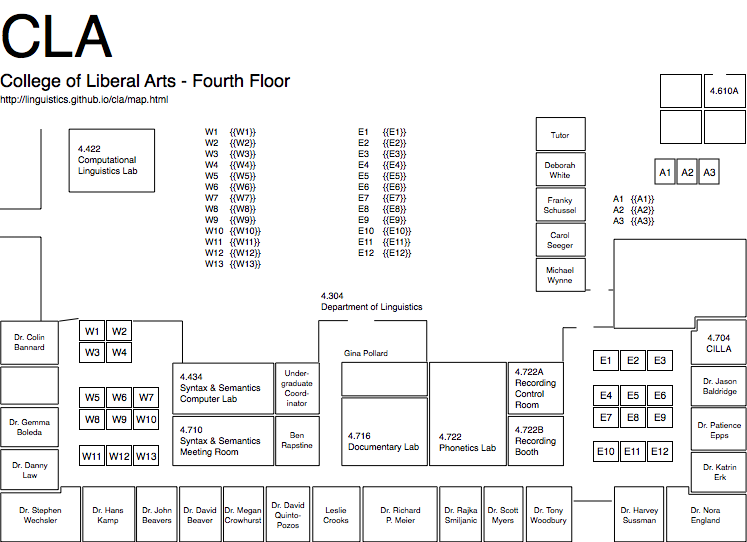 CLA
College of Liberal Arts - Fourth Floor
http://linguistics.github.io/cla/map.html
4.610A
4.422
Computational
Linguistics Lab
W1 {{W1}}
W2 {{W2}}
W3 {{W3}}
W4 {{W4}}
W5 {{W5}}
W6 {{W6}}
W7 {{W7}}
W8 {{W8}}
W9 {{W9}}
W10 {{W10}}
W11 {{W11}}
W12 {{W12}}
W13 {{W13}}
E1 {{E1}}
E2 {{E2}}
E3 {{E3}}
E4 {{E4}}
E5 {{E5}}
E6 {{E6}}
E7 {{E7}}
E8 {{E8}}
E9 {{E9}}
E10 {{E10}}
E11 {{E11}}
E12 {{E12}}
Tutor
Deborah
White
Franky
Schussel
Carol
Seeger
Michael
Wynne
A1 A2 A3
A1 {{A1}}
A2 {{A2}}
A3 {{A3}}
4.304
Department of Linguistics
Dr. Colin
Bannard
W1 W2
W3 W4
W5 W6 W7
W8 W9 W10
W11 W12 W13
Dr. Gemma
Boleda
Dr. Danny
Law
4.434
Syntax & Semantics
Computer Lab
Under-
graduate
Coord-
inator
4.710
Syntax & Semantics
Meeting Room
Ben
Rapstine
Gina Pollard
4.716
Documentary Lab
4.722
Phonetics Lab
4.722A
Recording
Control
Room
4.722B
Recording
Booth
E1 E2 E3
E4 E5 E6
E7 E8 E9
E10 E11 E12
4.704
CILLA
Dr. Jason
Baldridge
Dr. Patience
Epps
Dr. Katrin
Erk
Dr. Stephen
Wechsler
Dr. Hans
Kamp
Dr. John
Beavers
Dr. David
Beaver
Dr. Megan
Crowhurst
Dr. David
Quinto-
Pozos
Leslie
Crooks
Dr. Richard
P. Meier
Dr. Rajka
Smiljanic
Dr. Scott
Myers
Dr. Tony
Woodbury
Dr. Harvey
Sussman
Dr. Nora
England